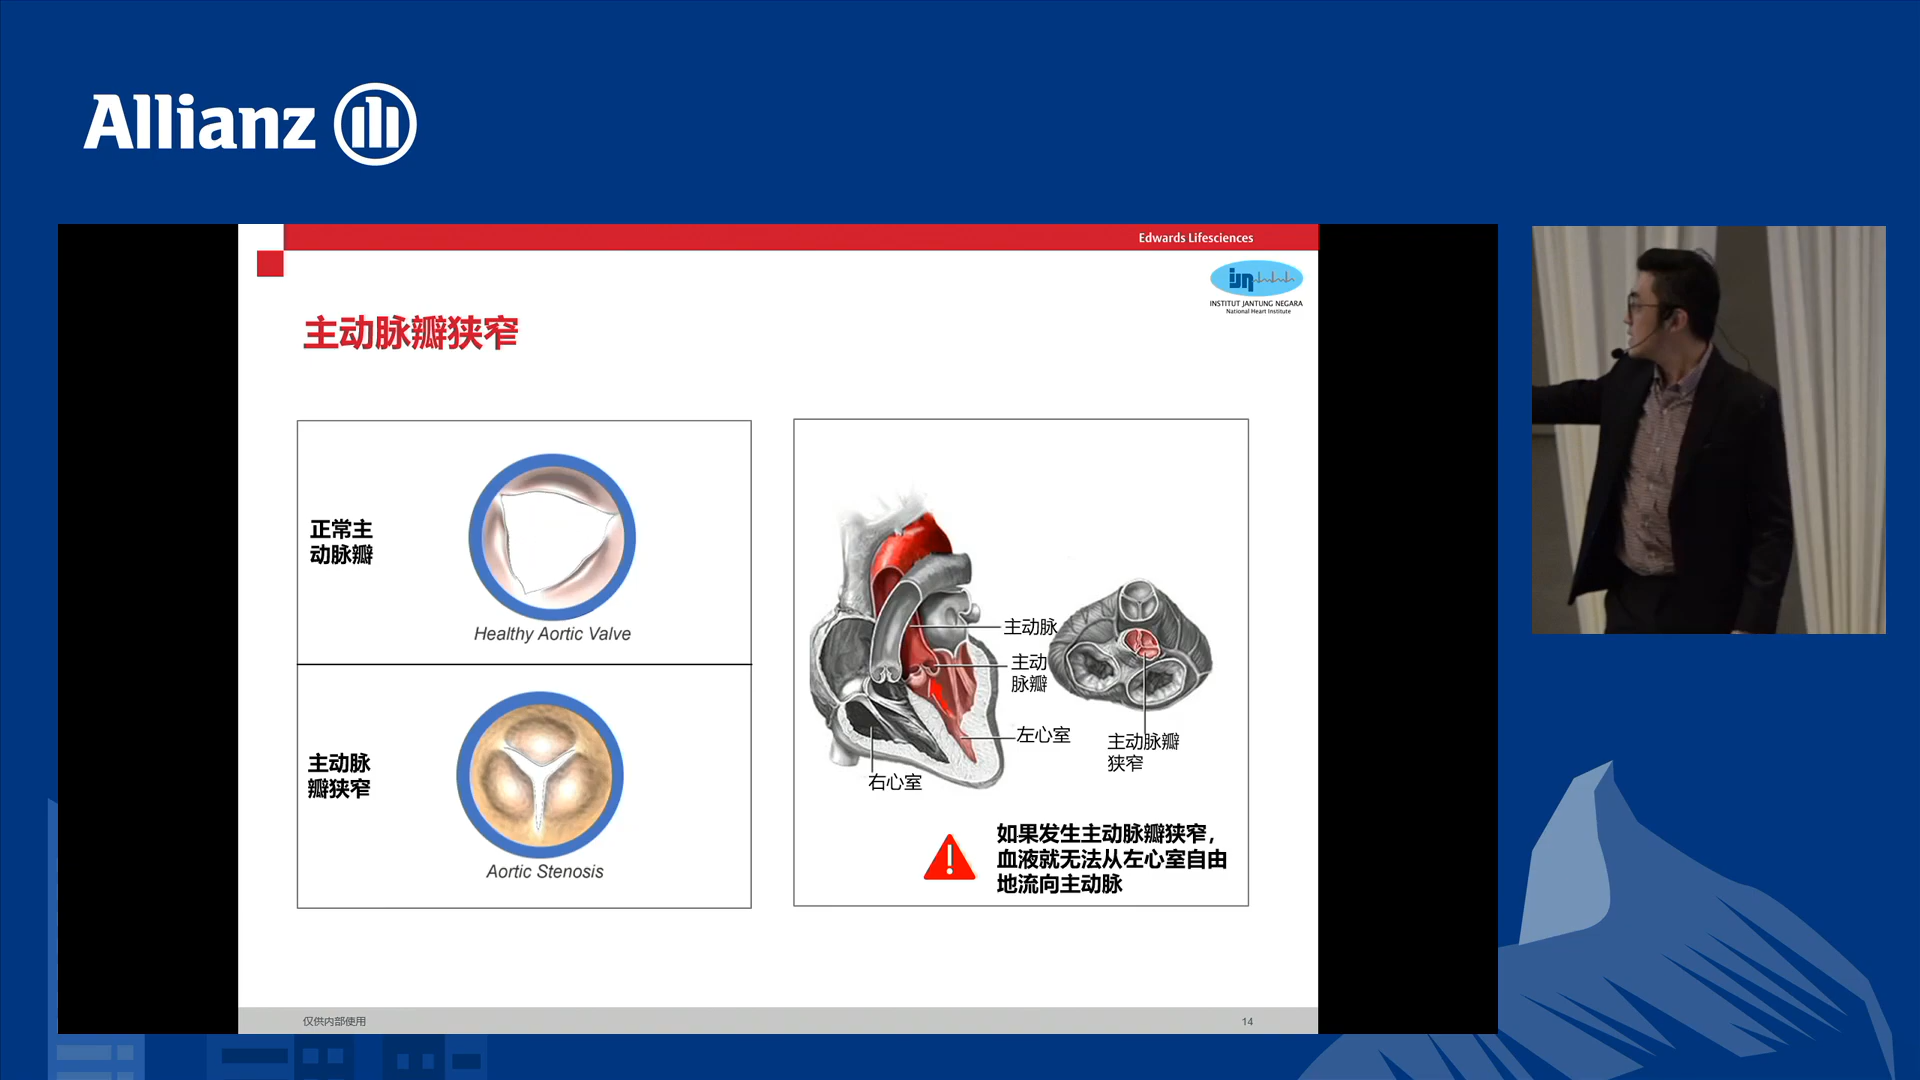 Allianz
Edwards Lifesciences
ijn
INSTITUT JANTUNG NEGARA
National Heart Institute
主动脉瓣狭窄
正常主
动脉瓣
Healthy Aortic Valve
主动脉
瓣狭窄
Aortic Stenosis
主动脉
主动
脉瓣
左心室
右心室
主动脉瓣
狭窄
如果发生主动脉瓣狭窄，
血液就无法从左心室自由
地流向主动脉
仅供内部使用
14